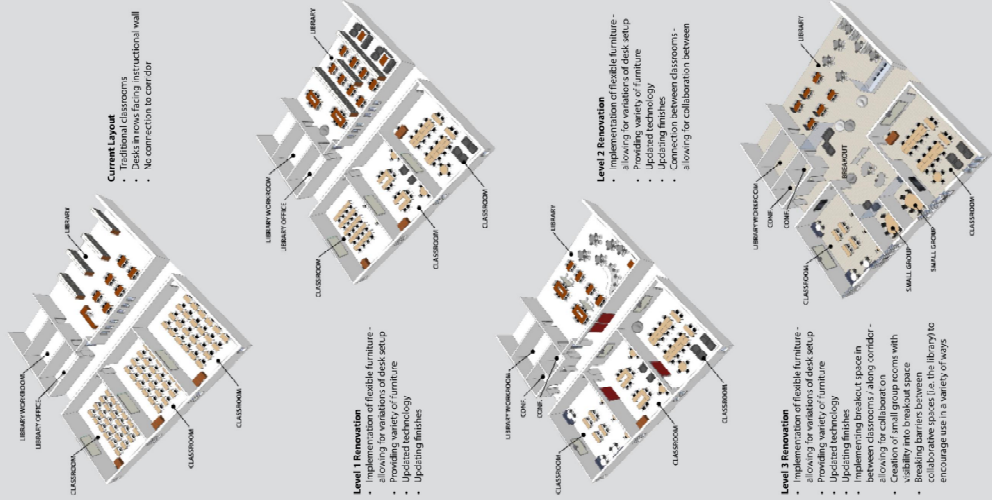 Current Layout
• Traditional classrooms
• Desks in rows facing instructional wall
• No connection to corridor
LIBRARY WORKROOM
LIBRARY OFFICE
LIBRARY
CLASSROOM
CLASSROOM
CLASSROOM
Level 1 Renovation
• Implementation of flexible furniture -
allowing for variations of desk setup
• Providing variety of furniture
• Updated technology
• Updating finishes
LIBRARY WORKROOM
LIBRARY OFFICE
LIBRARY
CLASSROOM
CLASSROOM
CLASSROOM
Level 2 Renovation
• Implementation of flexible furniture -
allowing for variations of desk setup
• Providing variety of furniture
• Updated technology
• Updating finishes
• Connection between classrooms -
allowing for collaboration between
LIBRARY WORKROOM
CONF.
CONF.
LIBRARY
CLASSROOM
CLASSROOM
CLASSROOM
Level 3 Renovation
• Implementation of flexible furniture -
allowing for variations of desk setup
• Providing variety of furniture
• Updated technology
• Updating finishes
• Implementing breakout space in
between classrooms / along corridor -
allowing for collaboration
• Creation of small group rooms with
visibility into breakout space
• Breaking barriers between
collaborative spaces (i.e. the library) to
encourage use in a variety of ways
LIBRARY WORKROOM
CONF.
CONF.
LIBRARY
BREAKOUT
CLASSROOM
SMALL GROUP
SMALL GROUP
CLASSROOM